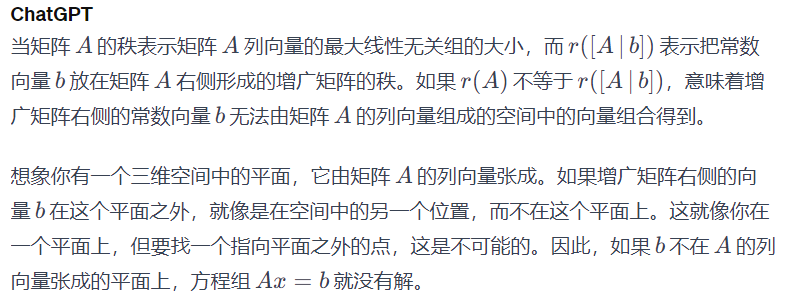 ChatGPT
当矩阵 A 的秩表示矩阵 A 列向量的最大线性无关组的大小，而 r([A | b]) 表示把常数
向量 b 放在矩阵 A 右侧形成的增广矩阵的秩。如果 r(A) 不等于 r([A | b])，意味着增
广矩阵右侧的常数向量 b 无法由矩阵 A 的列向量组成的空间中的向量组合得到。
想象你有一个三维空间中的平面，它由矩阵 A 的列向量张成。如果增广矩阵右侧的向
量 b 在这个平面之外，就像是在空间中的另一个位置，而不在这个平面上。这就像你在
一个平面上，但要找一个指向平面之外的点，这是不可能的。因此，如果 b 不在 A 的列
向量张成的平面上，方程组 Ax = b 就没有解。